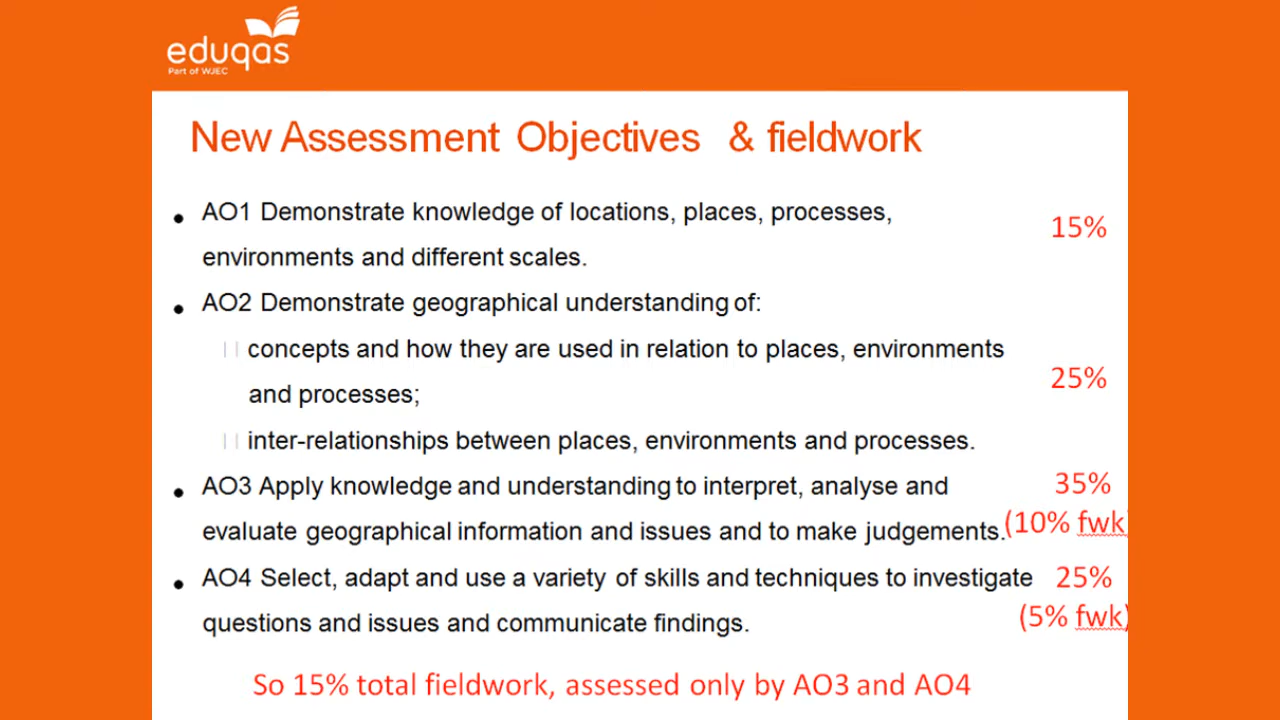 eduqas
Part of WJEC
New Assessment Objectives & fieldwork
• AO1 Demonstrate knowledge of locations, places, processes,
environments and different scales.
15%
• AO2 Demonstrate geographical understanding of:
concepts and how they are used in relation to places, environments
and processes;
25%
inter-relationships between places, environments and processes.
• AO3 Apply knowledge and understanding to interpret, analyse and
35%
evaluate geographical information and issues and to make judgements.
(10% fwk)
• AO4 Select, adapt and use a variety of skills and techniques to investigate
25%
questions and issues and communicate findings.
(5% fwk)
So 15% total fieldwork, assessed only by AO3 and AO4